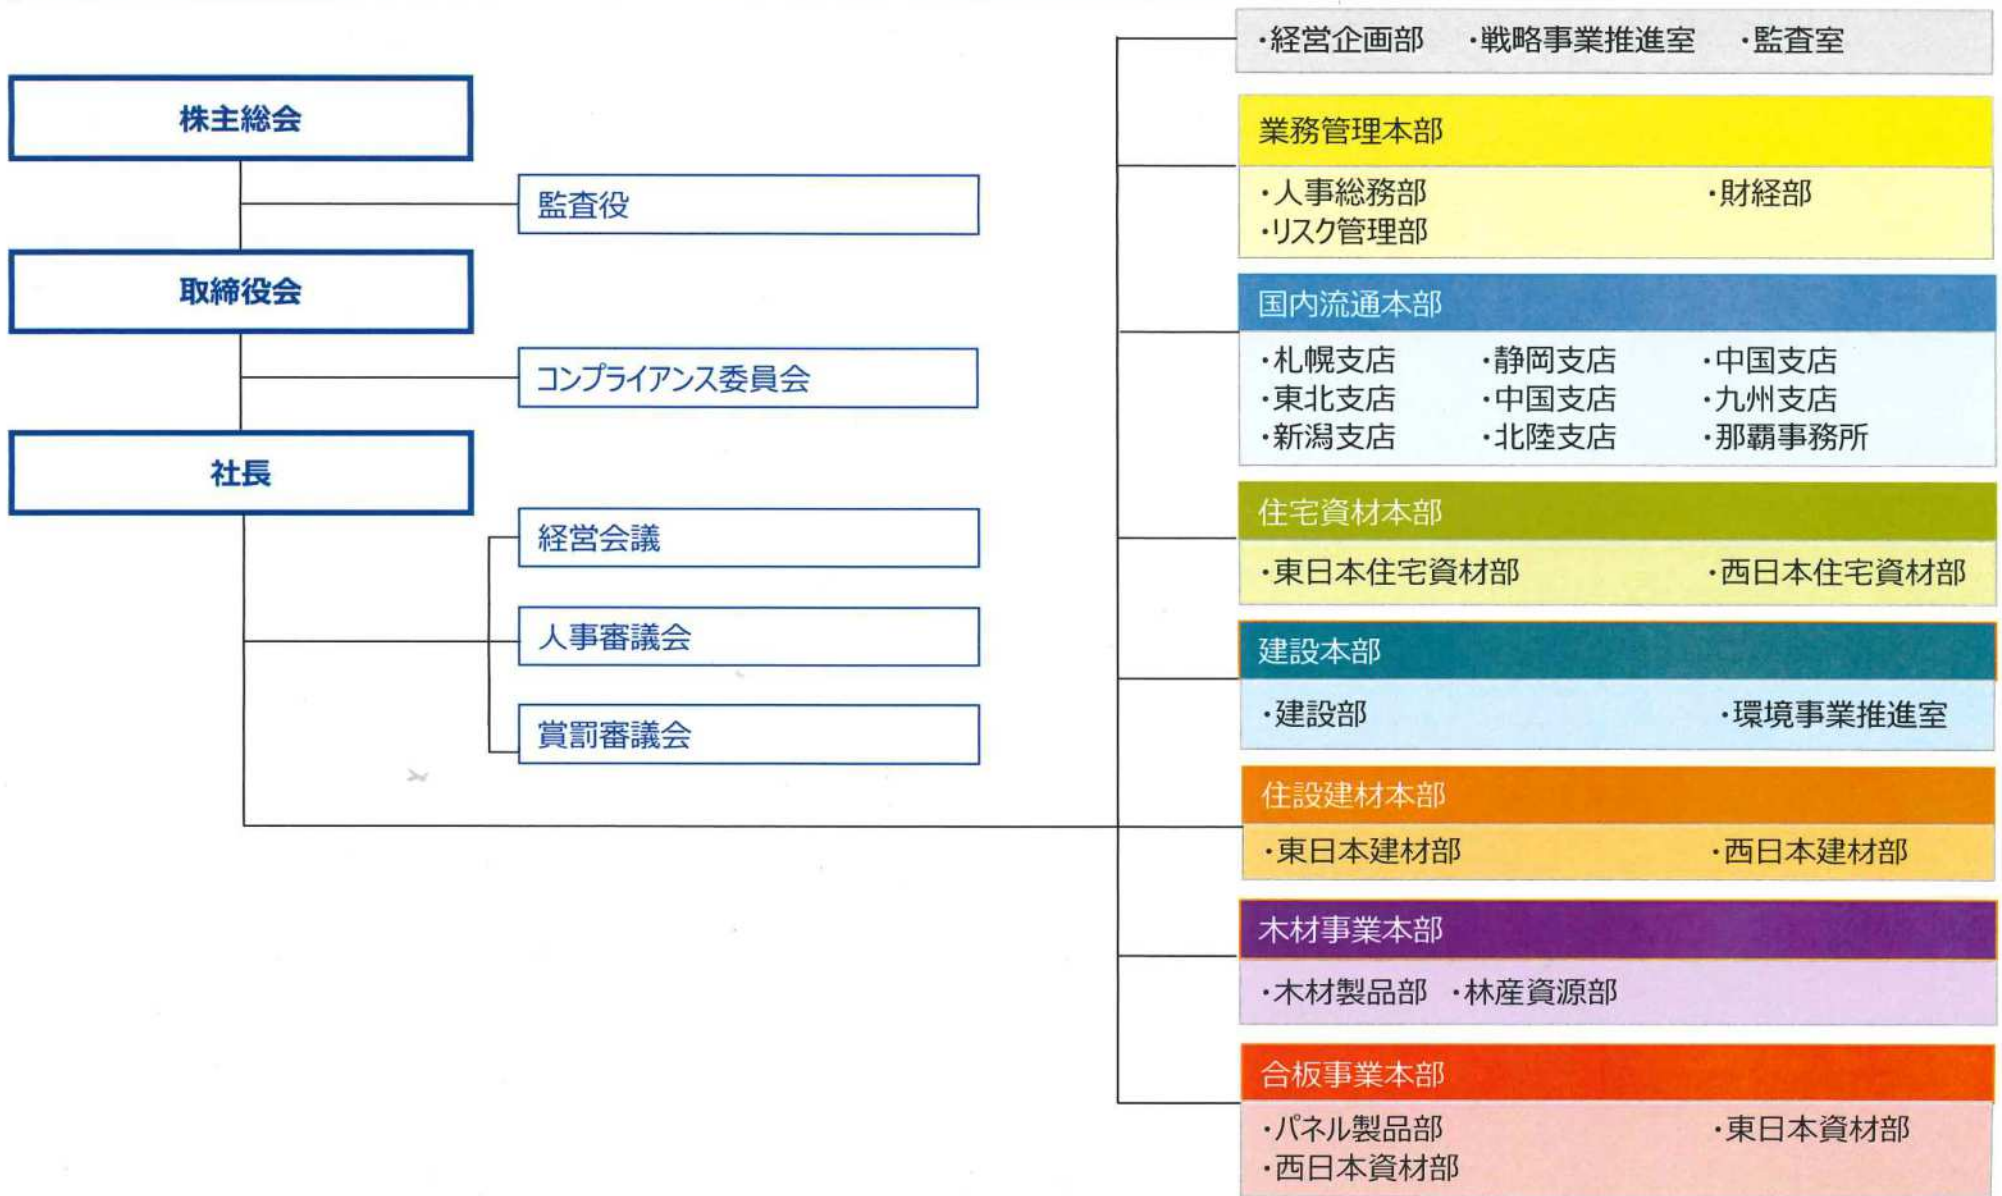 株主総会
監査役
取締役会
コンプライアンス委員会
社長
経営会議
人事審議会
賞罰審議会
・経営企画部 ・戦略事業推進室 ・監査室
業務管理本部
・人事総務部 ・財経部
・リスク管理部
国内流通本部
・札幌支店 ・静岡支店 ・中国支店
・東北支店 ・中国支店 ・九州支店
・新潟支店 ・北陸支店 ・那覇事務所
住宅資材本部
・東日本住宅資材部 ・西日本住宅資材部
建設本部
・建設部 ・環境事業推進室
住設建材本部
・東日本建材部 ・西日本建材部
木材事業本部
・木材製品部 ・林産資源部
合板事業本部
・パネル製品部 ・東日本資材部
・西日本資材部